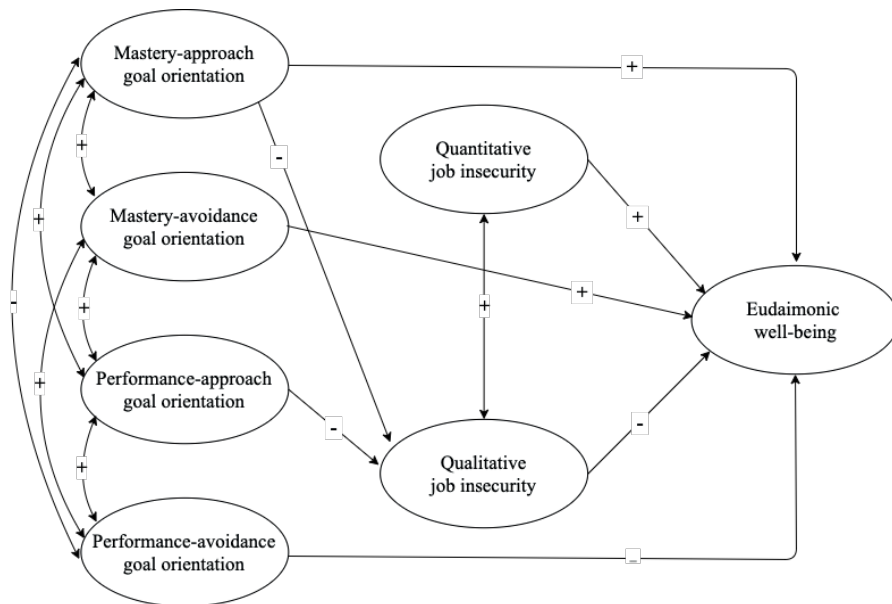 Mastery-approach
goal orientation
+
-
Quantitative
job insecurity
+
+
Mastery-avoidance
goal orientation
+
+
+
+
+
-
Eudaimonic
well-being
Performance-approach
goal orientation
+
-
-
Qualitative
job insecurity
+
Performance-avoidance
goal orientation
-